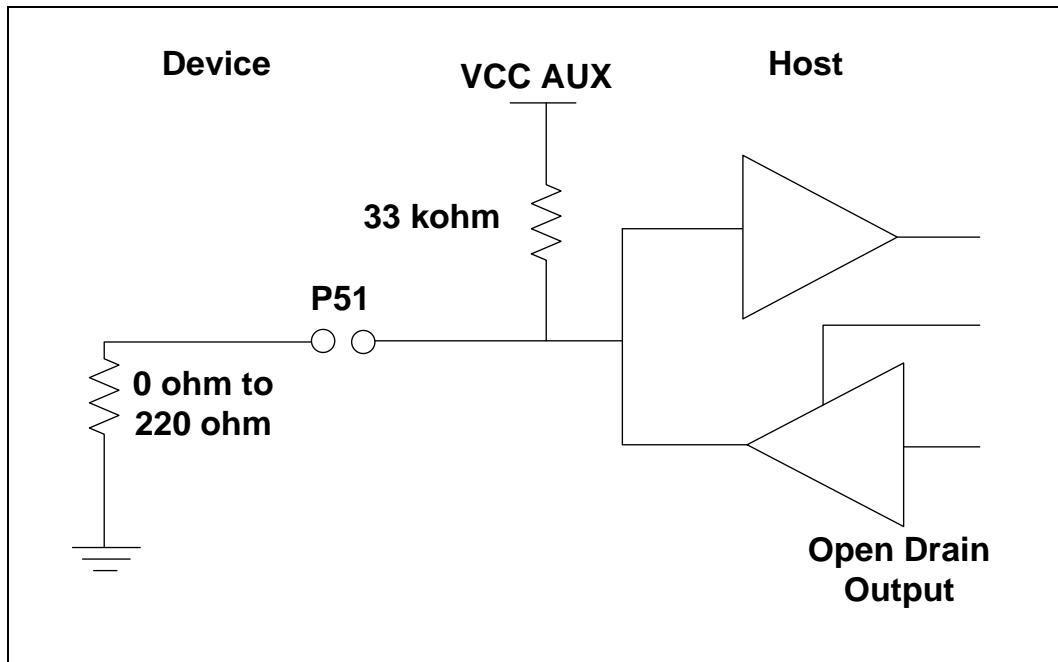 Device
VCC AUX
Host
33 kohm
P51
0 ohm to
220 ohm
Open Drain
Output